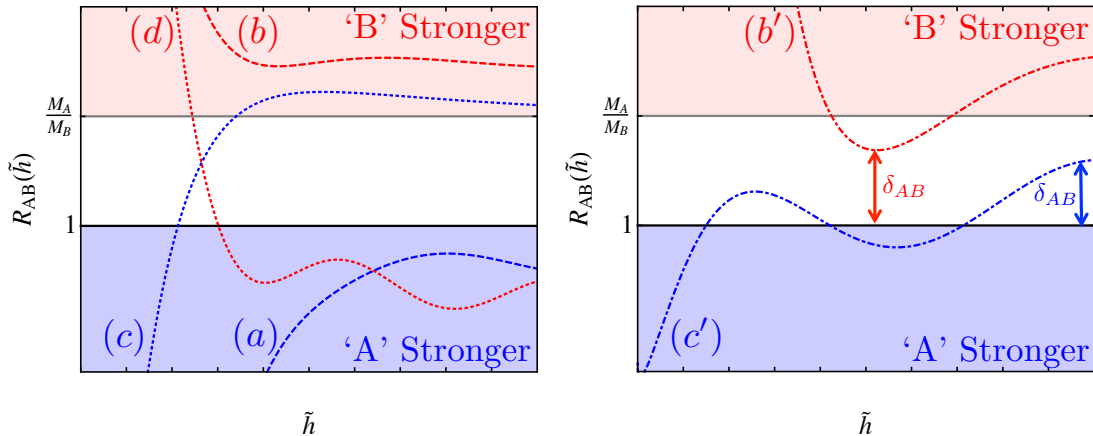 (d)
(b)
'B' Stronger
M_A
M_B
R_AB(h̃)
1
(c)
(a)
'A' Stronger
h̃
(b′)
'B' Stronger
M_A
M_B
R_AB(h̃)
δ_AB
δ_AB
1
(c′)
'A' Stronger
h̃